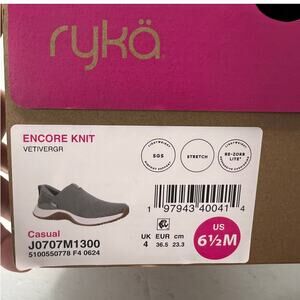 rykä
ENCORE KNIT
VETIVERGR
SGS
STRETCH
RE-ZORB
LITE
Casual
J0707M1300
5100550778 F4 0624
1 97943 40041 4
UK EUR cm
4 36.5 23.3
US
6½M